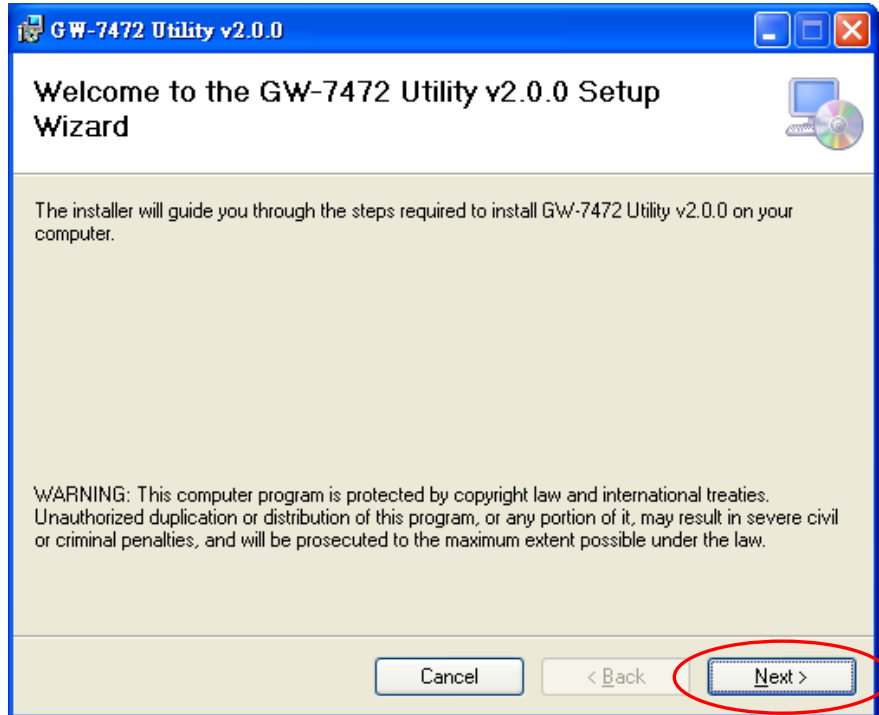 GW-7472 Utility v2.0.0
Welcome to the GW-7472 Utility v2.0.0 Setup
Wizard
The installer will guide you through the steps required to install GW-7472 Utility v2.0.0 on your
computer.
WARNING: This computer program is protected by copyright law and international treaties.
Unauthorized duplication or distribution of this program, or any portion of it, may result in severe civil
or criminal penalties, and will be prosecuted to the maximum extent possible under the law.
Cancel < Back Next >